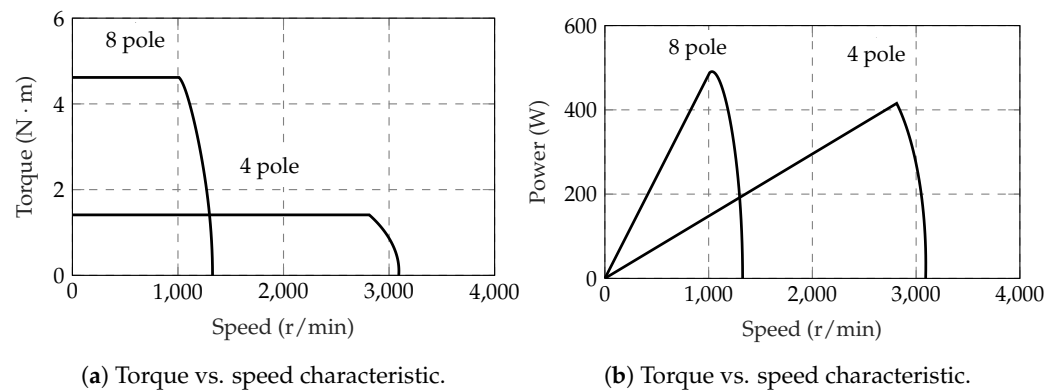 6
4
2
0
0
1,000
2,000
3,000
4,000
Torque (N · m)
Speed (r/min)
8 pole
4 pole
(a) Torque vs. speed characteristic.
600
400
200
0
0
1,000
2,000
3,000
4,000
Power (W)
Speed (r/min)
8 pole
4 pole
(b) Torque vs. speed characteristic.